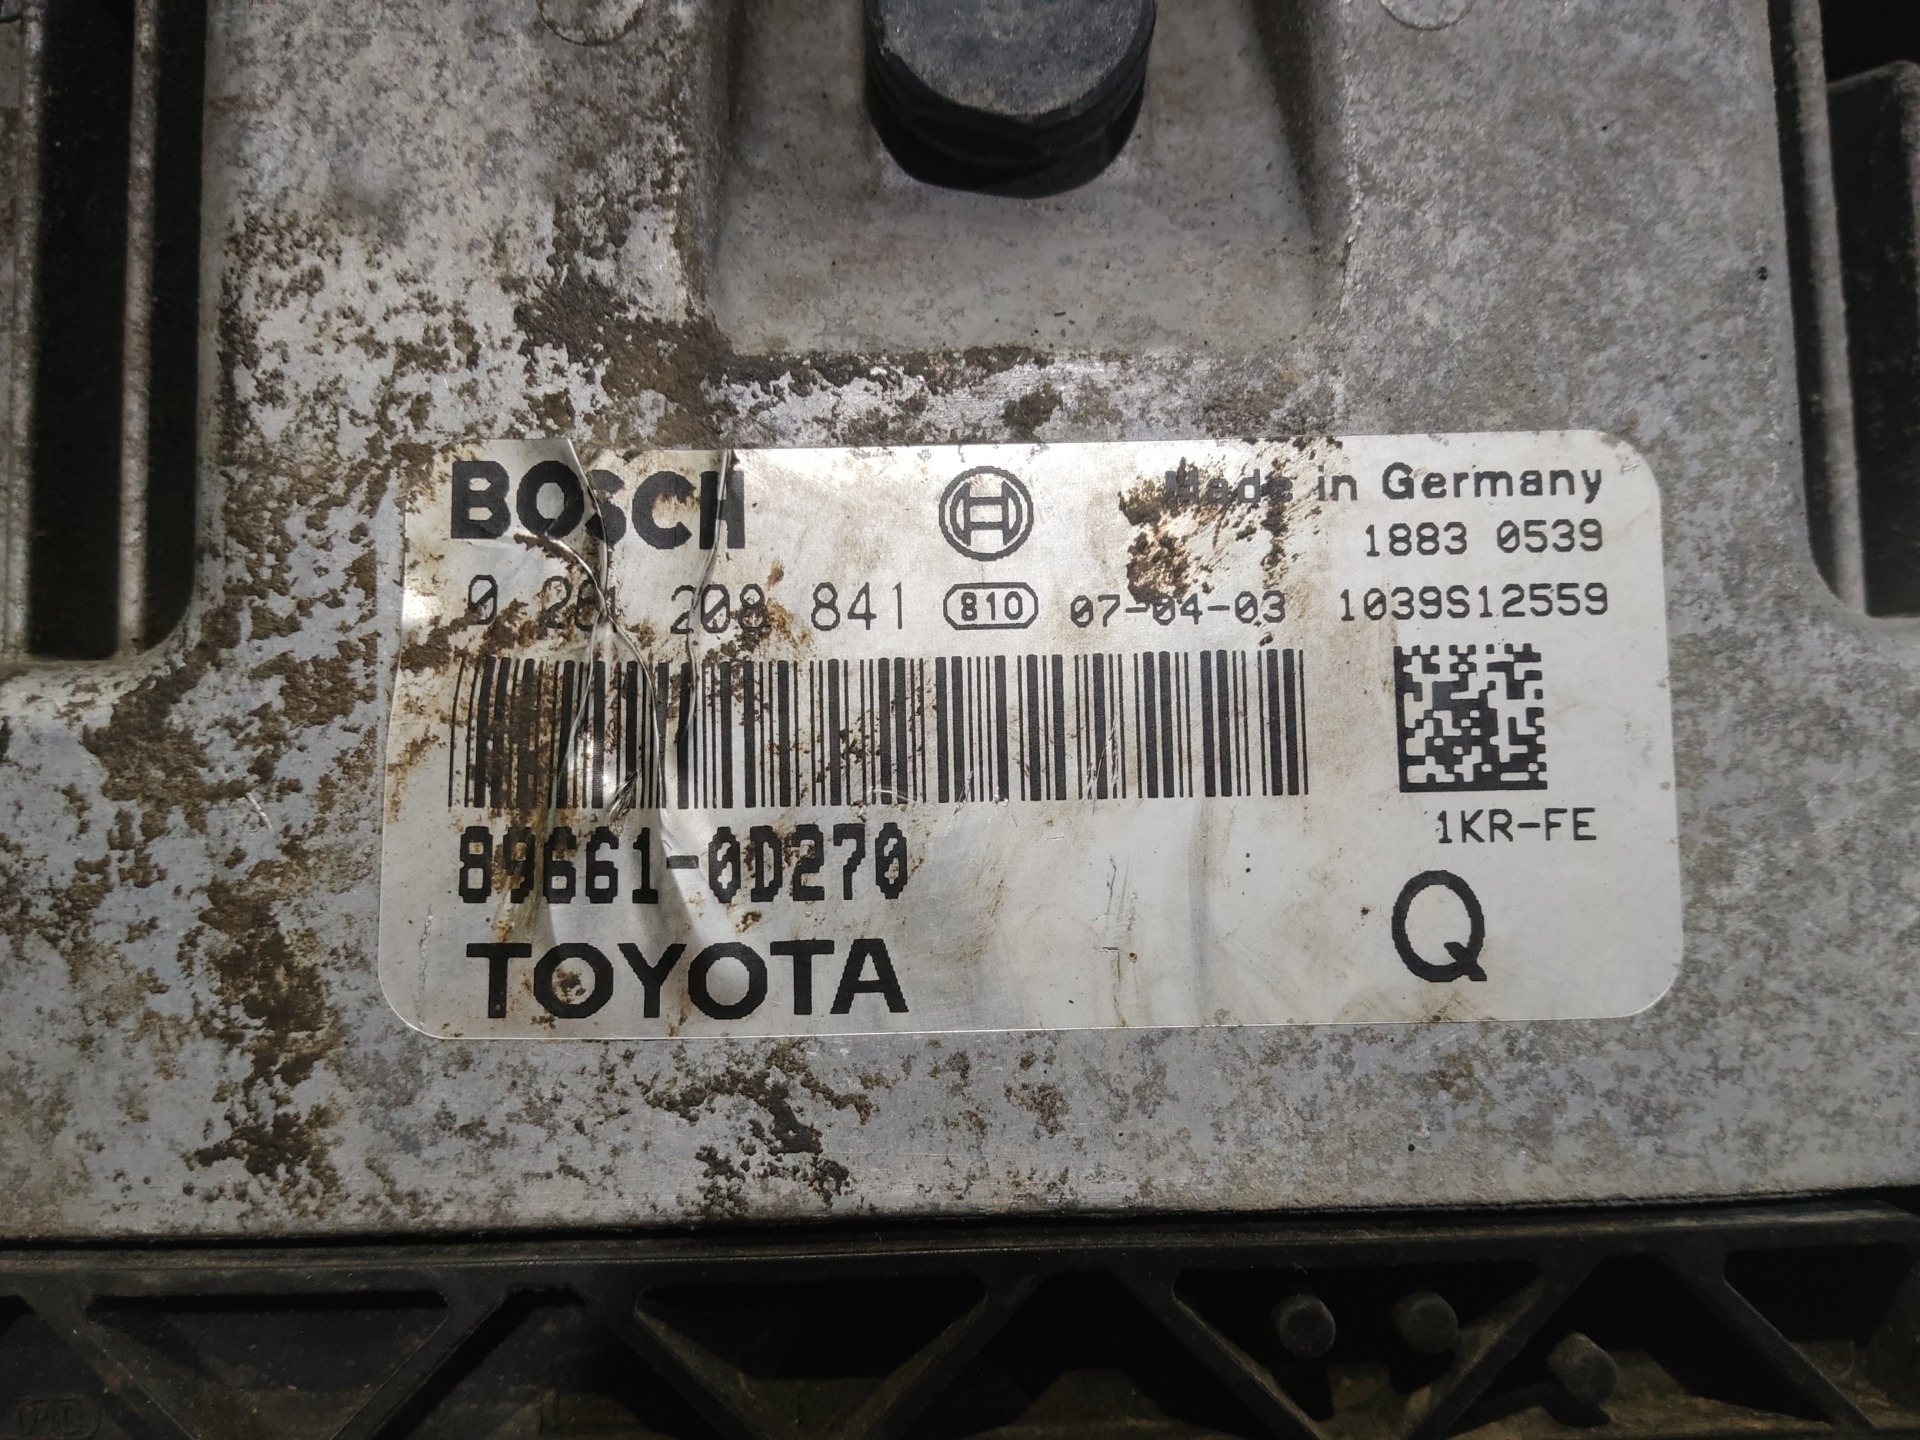 BOSCH
Made in Germany
1883 0539
0 261 208 841 810 07-04-03 1039S12559
89661-0D270
1KR-FE
TOYOTA
Q